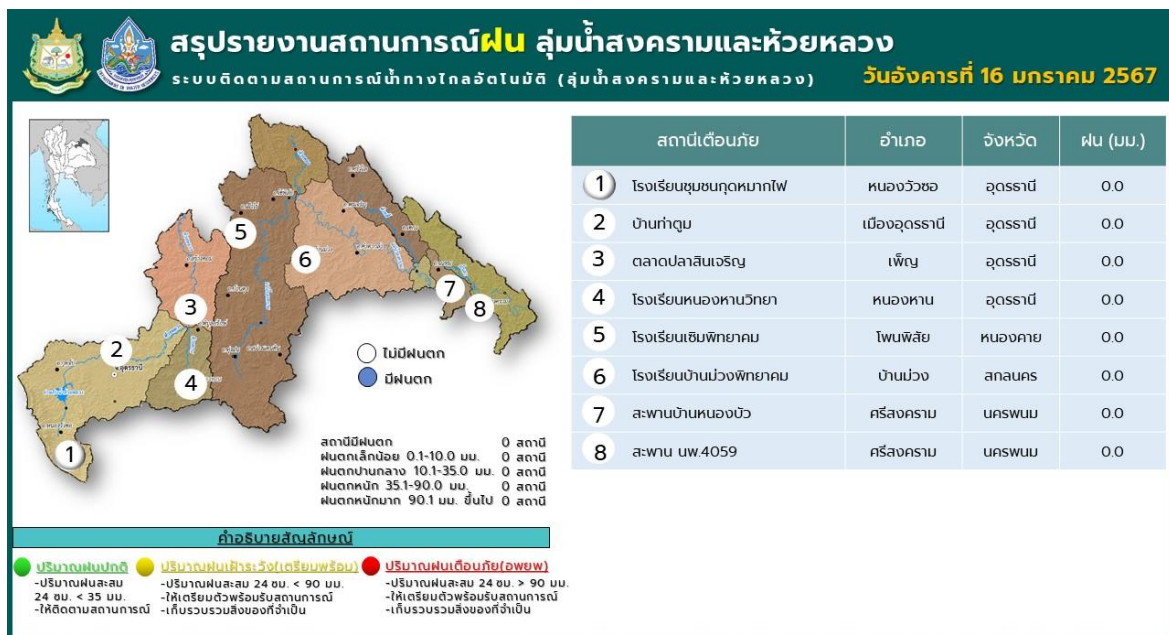 สรุปรายงานสถานการณ์ฝน ลุ่มน้ำสงครามและห้วยหลวง
ระบบติดตามสถานการณ์น้ำทางไกลอัตโนมัติ (ลุ่มน้ำสงครามและห้วยหลวง)
วันอังคารที่ 16 มกราคม 2567
1
2
3
4
5
6
7
8
ไม่มีฝนตก
มีฝนตก
สถานีมีฝนตก 0 สถานี
ฝนตกเล็กน้อย 0.1-10.0 มม. 0 สถานี
ฝนตกปานกลาง 10.1-35.0 มม. 0 สถานี
ฝนตกหนัก 35.1-90.0 มม. 0 สถานี
ฝนตกหนักมาก 90.1 มม. ขึ้นไป 0 สถานี
สถานีเตือนภัย อำเภอ จังหวัด ฝน (มม.)
1 โรงเรียนชุมชนกุดหมากไฟ หนองวัวซอ อุดรธานี 0.0
2 บ้านท่าตูม เมืองอุดรธานี อุดรธานี 0.0
3 ตลาดปลาสินเจริญ เพ็ญ อุดรธานี 0.0
4 โรงเรียนหนองหานวิทยา หนองหาน อุดรธานี 0.0
5 โรงเรียนเซิมพิทยาคม โพนพิสัย หนองคาย 0.0
6 โรงเรียนบ้านม่วงพิทยาคม บ้านม่วง สกลนคร 0.0
7 สะพานบ้านหนองบัว ศรีสงคราม นครพนม 0.0
8 สะพาน นพ.4059 ศรีสงคราม นครพนม 0.0
คำอธิบายสัญลักษณ์
ปริมาณฝนปกติ
-ปริมาณฝนสะสม
24 ชม. < 35 มม.
-ให้ติดตามสถานการณ์
ปริมาณฝนเฝ้าระวัง(เตรียมพร้อม)
-ปริมาณฝนสะสม 24 ชม. < 90 มม.
-ให้เตรียมตัวพร้อมรับสถานการณ์
-เก็บรวบรวมสิ่งของที่จำเป็น
ปริมาณฝนเตือนภัย(อพยพ)
-ปริมาณฝนสะสม 24 ชม. > 90 มม.
-ให้เตรียมตัวพร้อมรับสถานการณ์
-เก็บรวบรวมสิ่งของที่จำเป็น